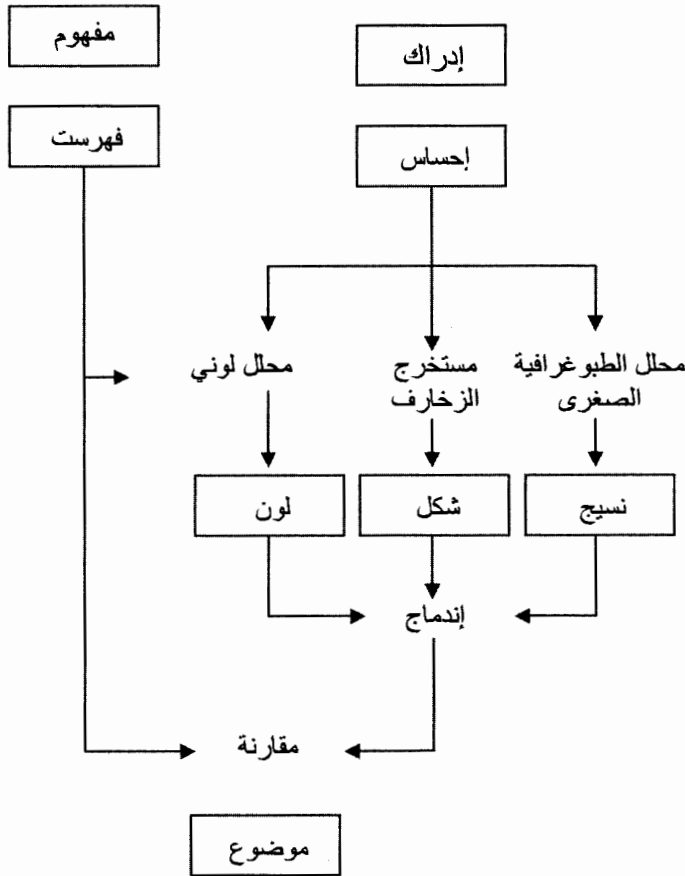 مفهوم
إدراك
فهرست
إحساس
محلل الطبوغرافية
الصغرى
مستخرج
الزخارف
محلل لوني
نسيج
شكل
لون
إندماج
مقارنة
موضوع